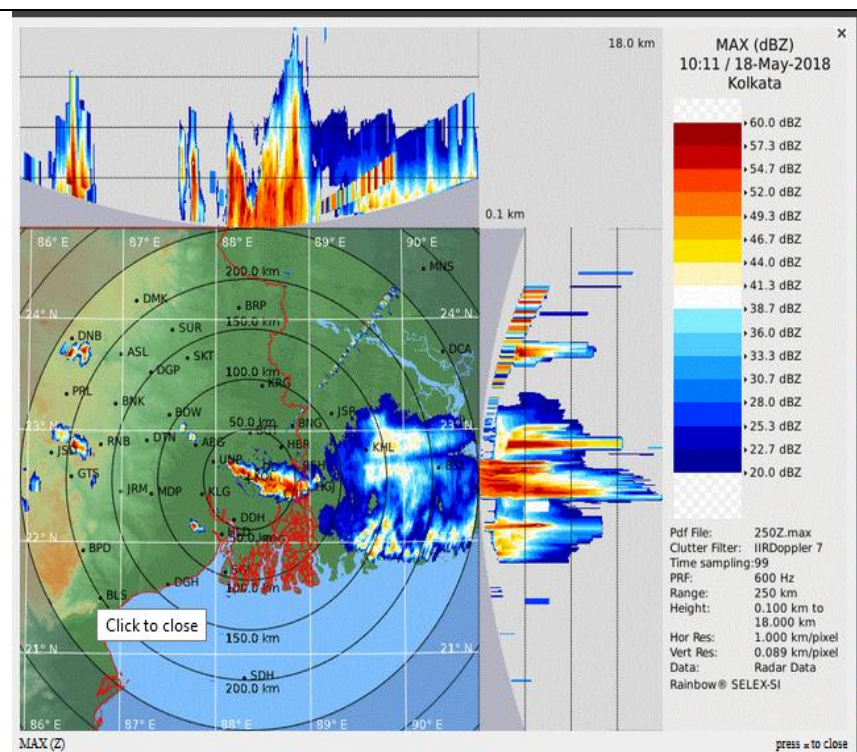 x
18.0 km
MAX (dBZ)
10:11 / 18-May-2018
Kolkata
60.0 dBZ
57.3 dBZ
54.7 dBZ
52.0 dBZ
49.3 dBZ
46.7 dBZ
44.0 dBZ
41.3 dBZ
38.7 dBZ
36.0 dBZ
33.3 dBZ
30.7 dBZ
28.0 dBZ
25.3 dBZ
22.7 dBZ
20.0 dBZ
0.1 km
86° E 87° E 88° E 89° E 90° E
MNS
200.0 km
DMK
BRP
24° N 24° N
150.0 km
SUR
DNB
ASL
SKT
DCA
DGP
100.0 km
KRG
PRL
BNK
BDW
JSR
50.0 km
BNG
23° N 23° N
DTN
RNB
HBR
KHL
UNP
GTS
JRM
MDP
KLG
DDH
22° N 22° N
50.0 km
BPD
DGH
100.0 km
BLS
Click to close
150.0 km
21° N 21° N
SDH
200.0 km
86° E 87° E 88° E 89° E 90° E
Pdf File: 250Z.max
Clutter Filter: IIRDoppler 7
Time sampling:99
PRF: 600 Hz
Range: 250 km
Height: 0.100 km to
18.000 km
Hor Res: 1.000 km/pixel
Vert Res: 0.089 km/pixel
Data: Radar Data
Rainbow® SELEX-SI
MAX (Z)
press x to close